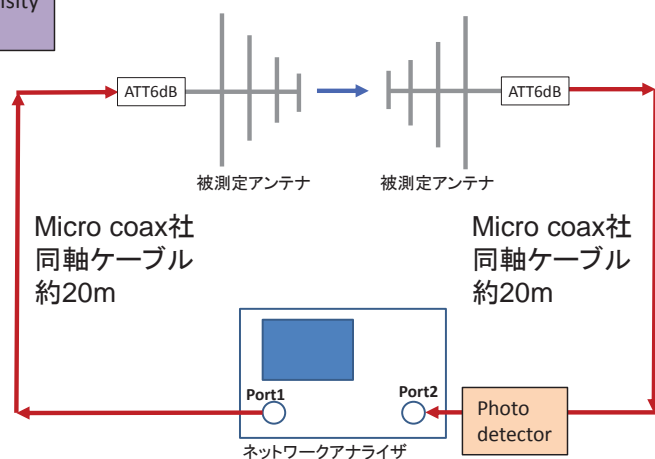 ATT6dB
ATT6dB
被測定アンテナ
被測定アンテナ
Micro coax社
同軸ケーブル
約20m
Micro coax社
同軸ケーブル
約20m
Port1
Port2
Photo
detector
ネットワークアナライザ